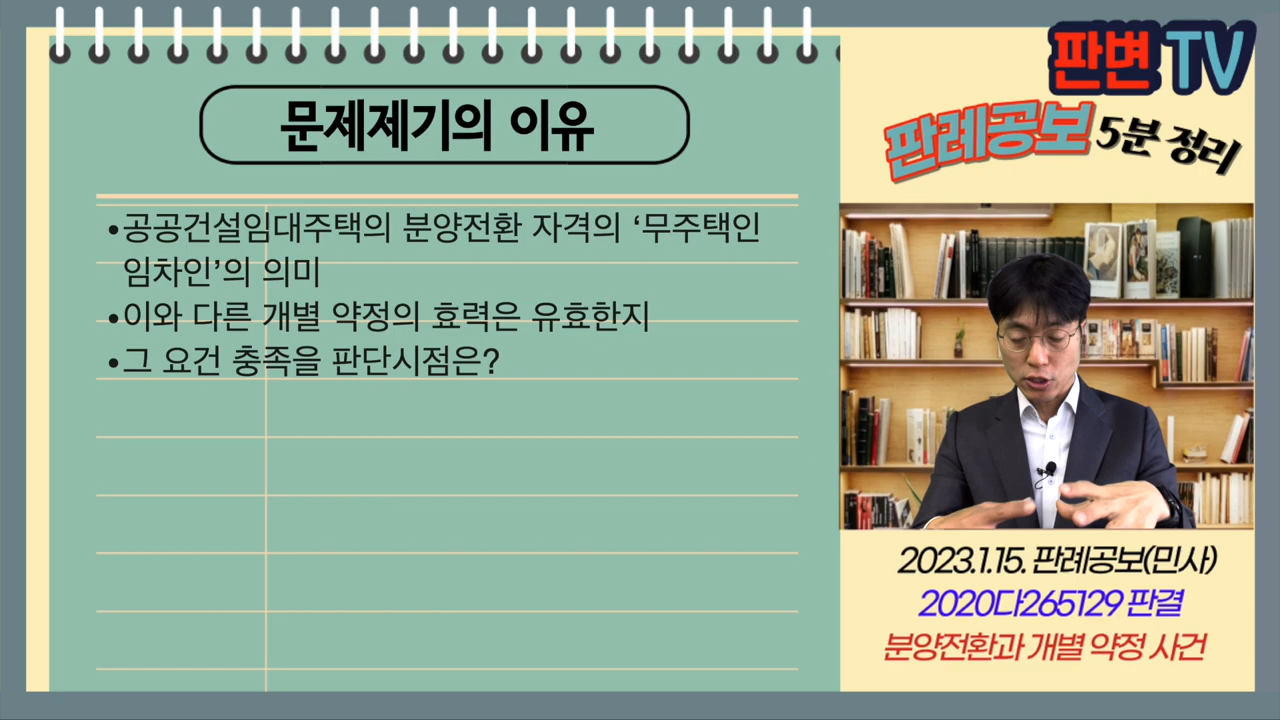 문제제기의 이유
•공공건설임대주택의 분양전환 자격의 ‘무주택인
임차인’의 의미
•이와 다른 개별 약정의 효력은 유효한지
•그 요건 충족을 판단시점은?
판변 TV
판례공보 5분 정리
2023.1.15. 판례공보(민사)
2020다265129 판결
분양전환과 개별 약정 사건